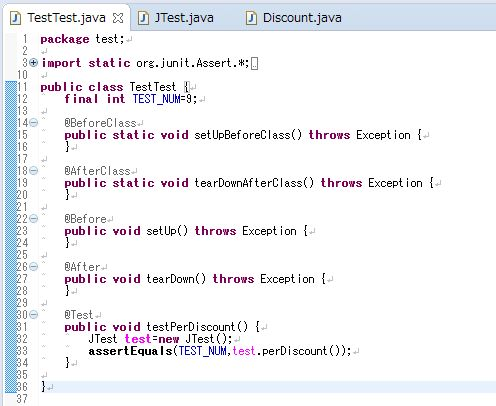 TestTest.java JTest.java Discount.java
1 package test;
2
3 import static org.junit.Assert.*;
10
11 public class TestTest {
12 final int TEST_NUM=9;
13
14 @BeforeClass
15 public static void setUpBeforeClass() throws Exception {
16 }
17
18 @AfterClass
19 public static void tearDownAfterClass() throws Exception {
20 }
21
22 @Before
23 public void setUp() throws Exception {
24 }
25
26 @After
27 public void tearDown() throws Exception {
28 }
29
30 @Test
31 public void testPerDiscount() {
32 JTest test=new JTest();
33 assertEquals(TEST_NUM,test.perDiscount());
34 }
35
36 }